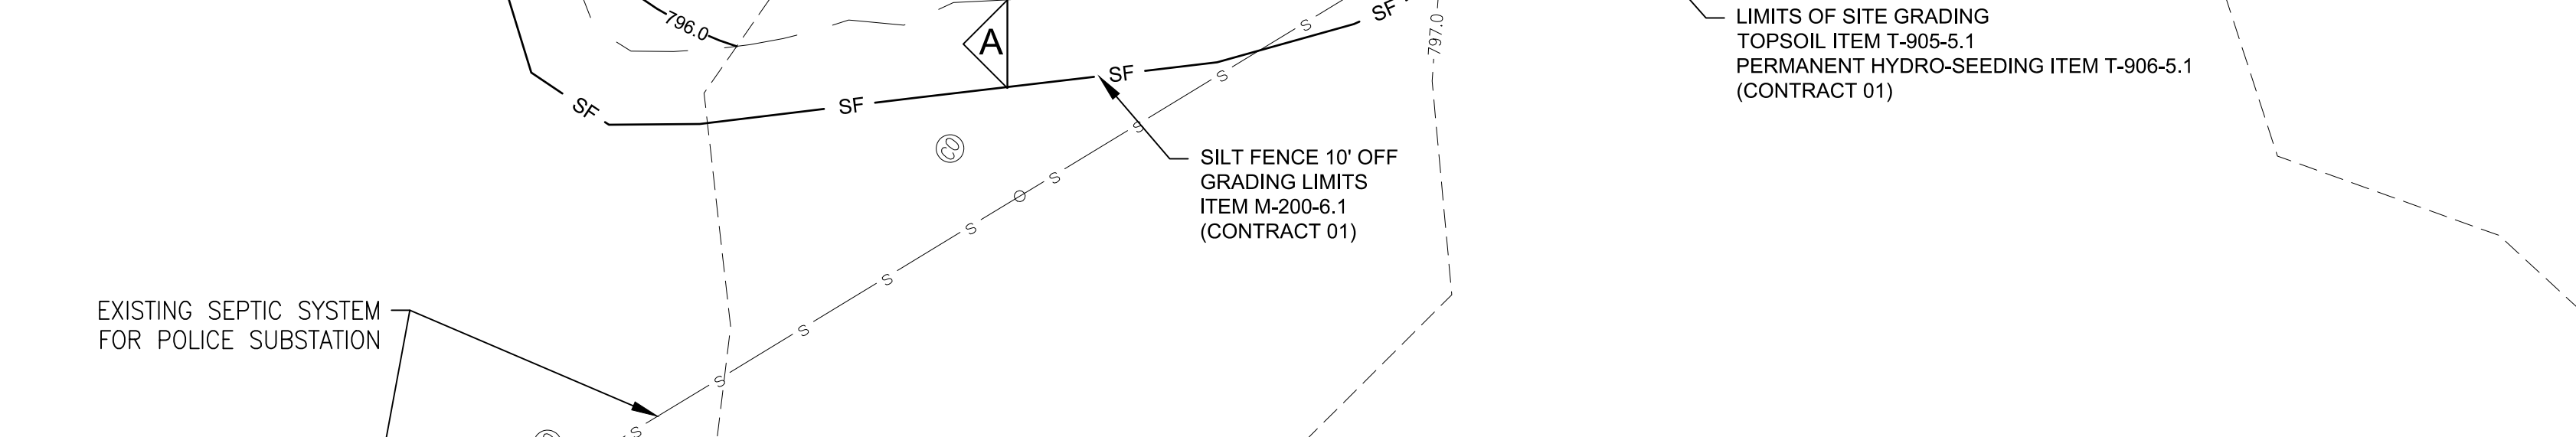 796.0
A
SF
SF
SF
SF
S
S
S
S
S
S
S
S
S
CO
797.0
LIMITS OF SITE GRADING
TOPSOIL ITEM T-905-5.1
PERMANENT HYDRO-SEEDING ITEM T-906-5.1
(CONTRACT 01)
SILT FENCE 10' OFF
GRADING LIMITS
ITEM M-200-6.1
(CONTRACT 01)
EXISTING SEPTIC SYSTEM
FOR POLICE SUBSTATION